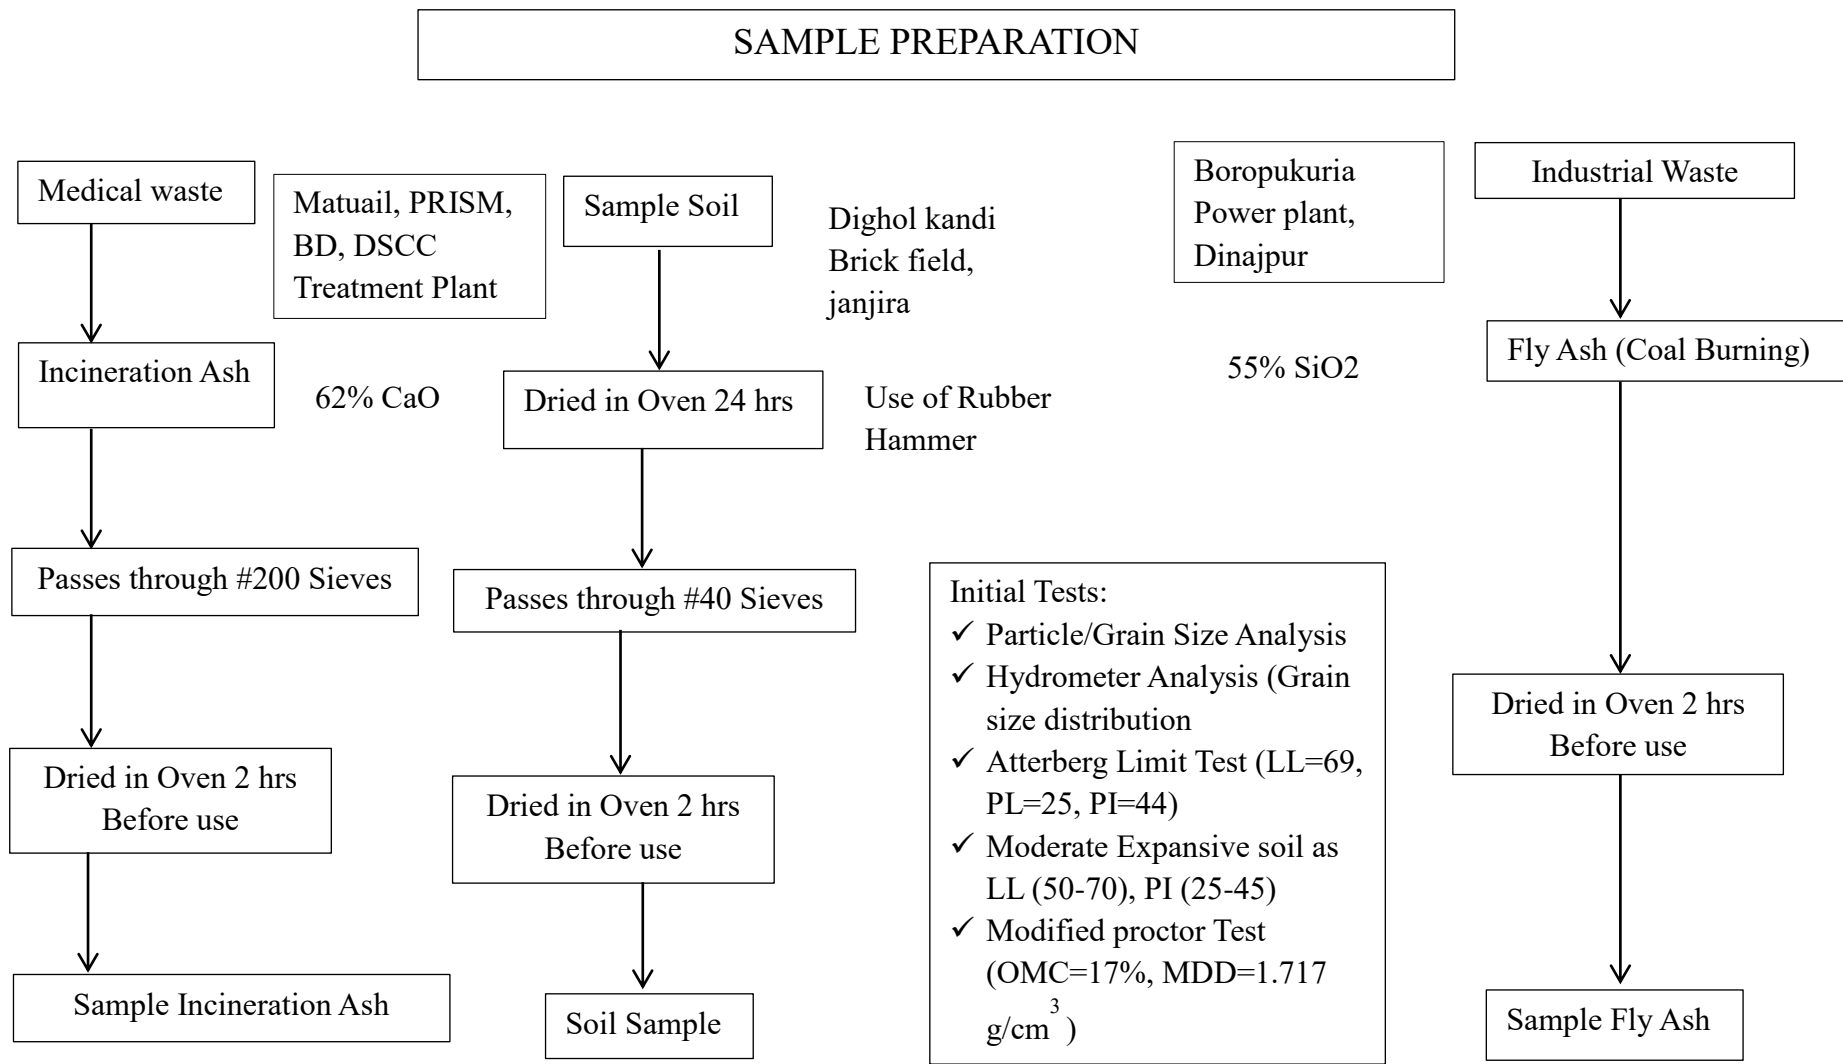 SAMPLE PREPARATION
Medical waste
Matuail, PRISM,
BD, DSCC
Treatment Plant
Incineration Ash
62% CaO
Passes through #200 Sieves
Dried in Oven 2 hrs
Before use
Sample Incineration Ash
Sample Soil
Dighol kandi
Brick field,
janjira
Dried in Oven 24 hrs
Use of Rubber
Hammer
Passes through #40 Sieves
Dried in Oven 2 hrs
Before use
Soil Sample
Initial Tests:
✓ Particle/Grain Size Analysis
✓ Hydrometer Analysis (Grain
size distribution
✓ Atterberg Limit Test (LL=69,
PL=25, PI=44)
✓ Moderate Expansive soil as
LL (50-70), PI (25-45)
✓ Modified proctor Test
(OMC=17%, MDD=1.717
g/cm³)
Boropukuria
Power plant,
Dinajpur
Industrial Waste
55% SiO2
Fly Ash (Coal Burning)
Dried in Oven 2 hrs
Before use
Sample Fly Ash